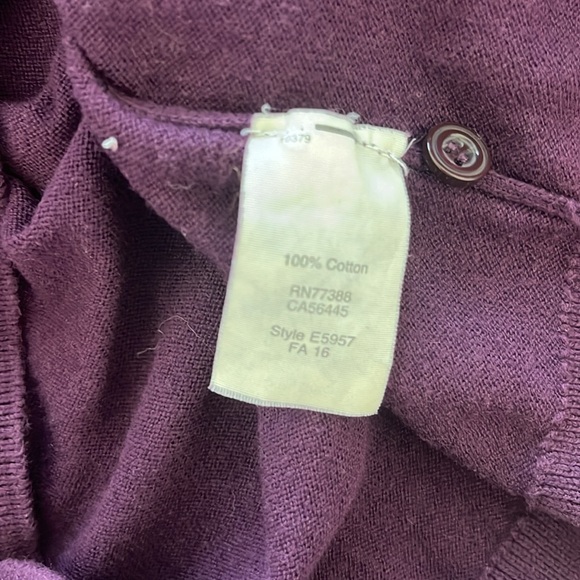 100% Cotton
RN77388
CA56445
Style E5957
FA 16